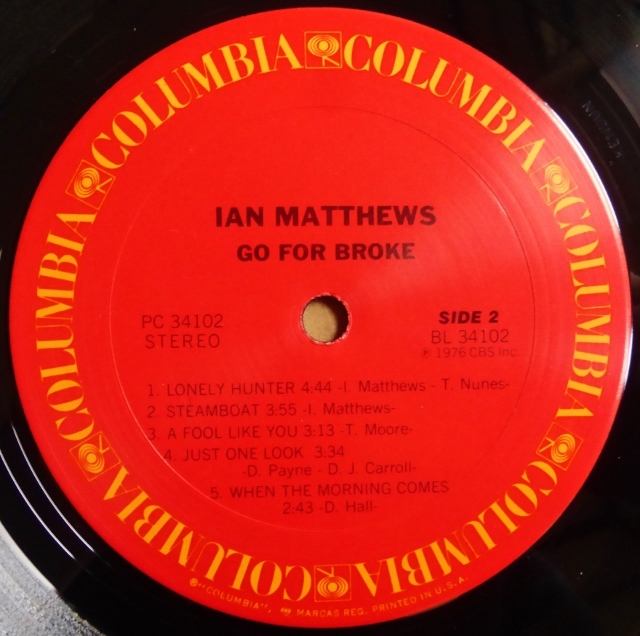 COLUMBIA COLUMBIA COLUMBIA COLUMBIA COLUMBIA COLUMBIA COLUMBIA COLUMBIA
IAN MATTHEWS
GO FOR BROKE
PC 34102
STEREO
SIDE 2
BL 34102
℗ 1976 CBS Inc.
1. LONELY HUNTER 4:44 -I. Matthews - T. Nunes-
2. STEAMBOAT 3:55 -I. Matthews-
3. A FOOL LIKE YOU 3:13 -T. Moore-
4. JUST ONE LOOK 3:34
-D. Payne - D. J. Carroll-
5. WHEN THE MORNING COMES
2:43 -D. Hall-
®"COLUMBIA", MARCAS REG. PRINTED IN U.S.A.